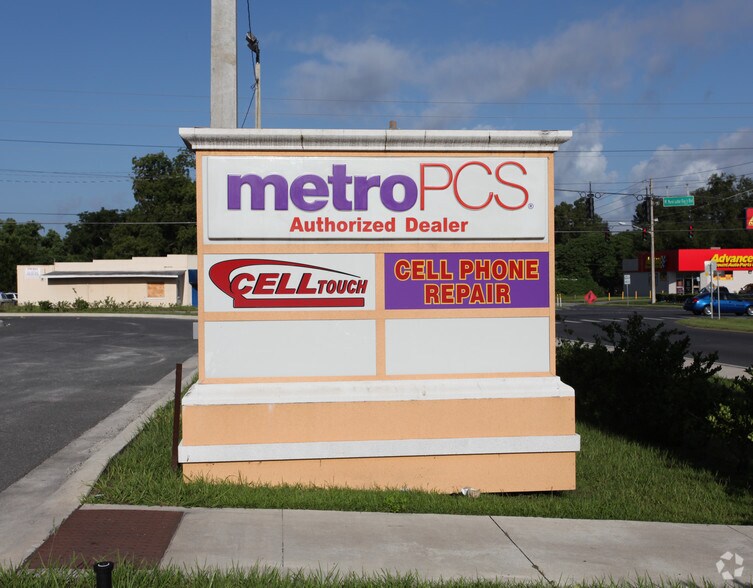 metroPCS.®
Authorized Dealer
CELLTOUCH
CELL PHONE
REPAIR
Advance